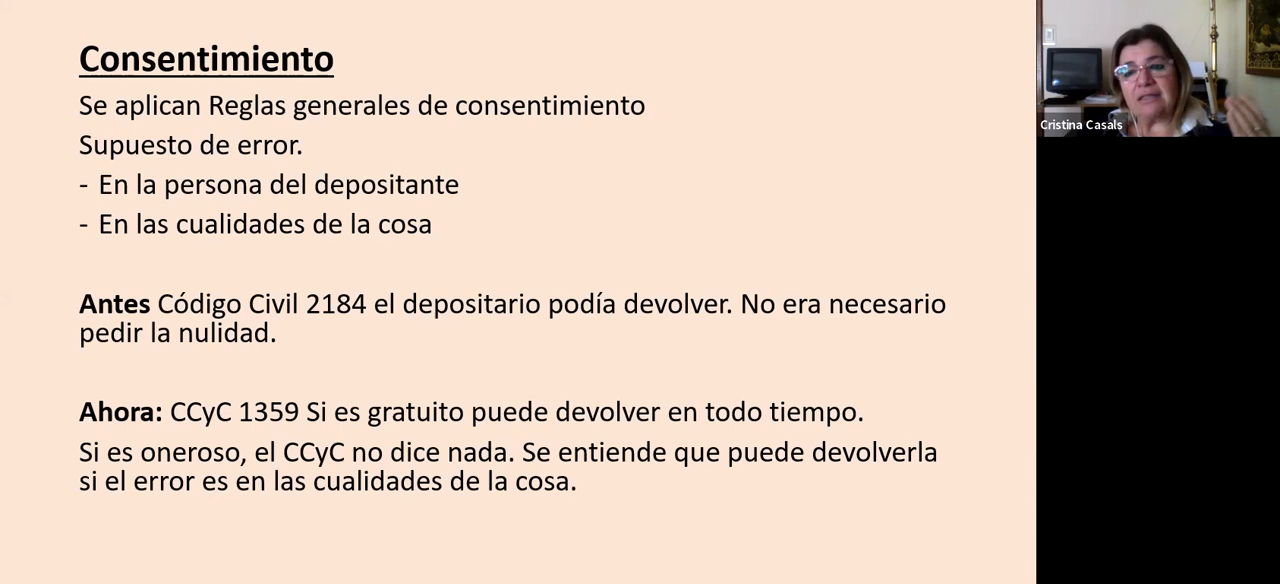 Consentimiento
Se aplican Reglas generales de consentimiento
Supuesto de error.
- En la persona del depositante
- En las cualidades de la cosa
Antes Código Civil 2184 el depositario podía devolver. No era necesario
pedir la nulidad.
Ahora: CCyC 1359 Si es gratuito puede devolver en todo tiempo.
Si es oneroso, el CCyC no dice nada. Se entiende que puede devolverla
si el error es en las cualidades de la cosa.
Cristina Casals